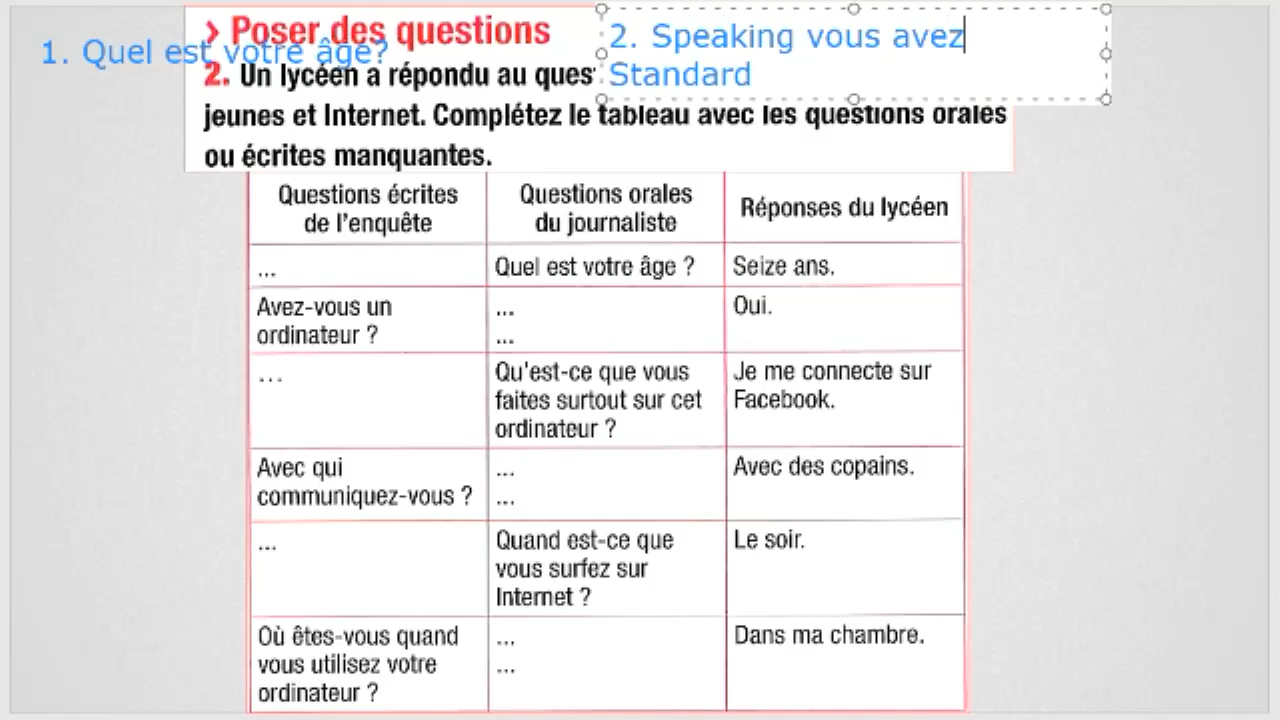 › Poser des questions
1. Quel est votre âge?
2. Speaking vous avez
Standard
2. Un lycéen a répondu au ques
jeunes et Internet. Complétez le tableau avec les questions orales
ou écrites manquantes.
Questions écrites
de l'enquête
Questions orales
du journaliste
Réponses du lycéen
...
Quel est votre âge ?
Seize ans.
Avez-vous un
ordinateur ?
...
...
Oui.
...
Qu'est-ce que vous
faites surtout sur cet
ordinateur ?
Je me connecte sur
Facebook.
Avec qui
communiquez-vous ?
...
...
Avec des copains.
...
Quand est-ce que
vous surfez sur
Internet ?
Le soir.
Où êtes-vous quand
vous utilisez votre
ordinateur ?
...
...
Dans ma chambre.